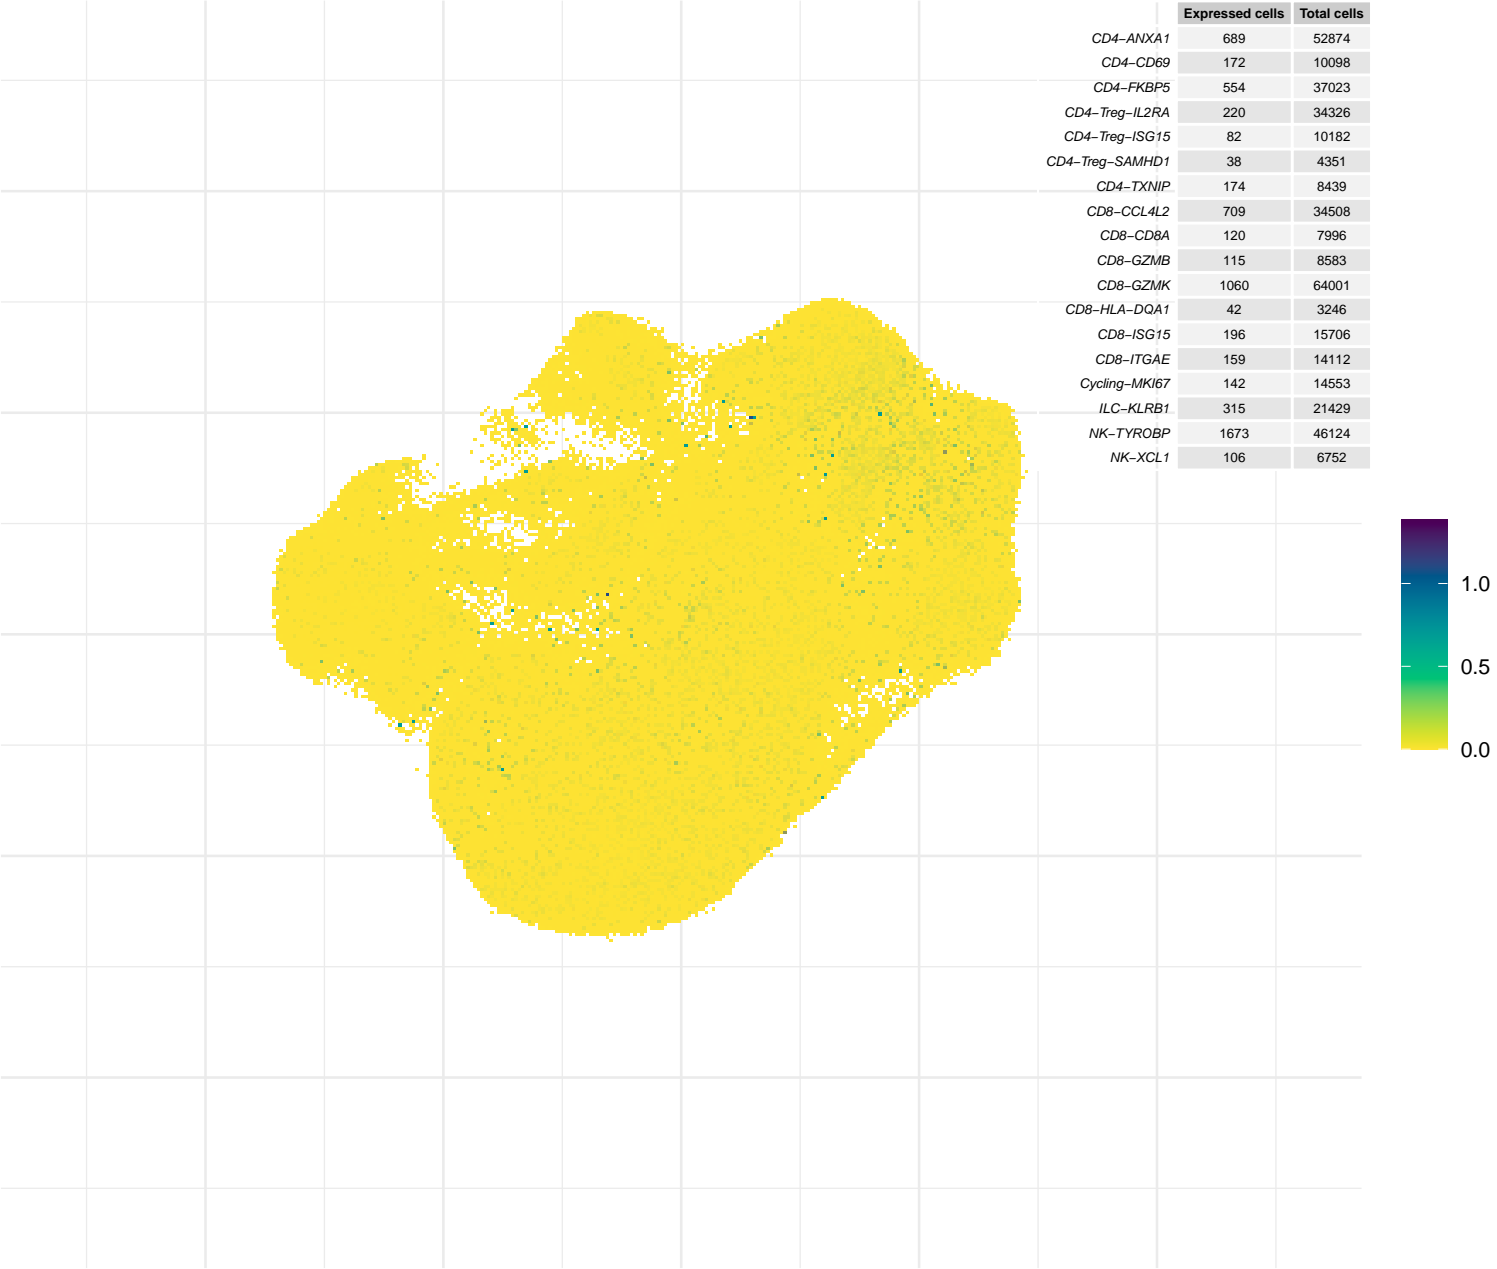 Expressed cells Total cells
CD4−ANXA1 689 52874
CD4−CD69 172 10098
CD4−FKBP5 554 37023
CD4−Treg−IL2RA 220 34326
CD4−Treg−ISG15 82 10182
CD4−Treg−SAMHD1 38 4351
CD4−TXNIP 174 8439
CD8−CCL4L2 709 34508
CD8−CD8A 120 7996
CD8−GZMB 115 8583
CD8−GZMK 1060 64001
CD8−HLA−DQA1 42 3246
CD8−ISG15 196 15706
CD8−ITGAE 159 14112
Cycling−MKI67 142 14553
ILC−KLRB1 315 21429
NK−TYROBP 1673 46124
NK−XCL1 106 6752
1.0
0.5
0.0